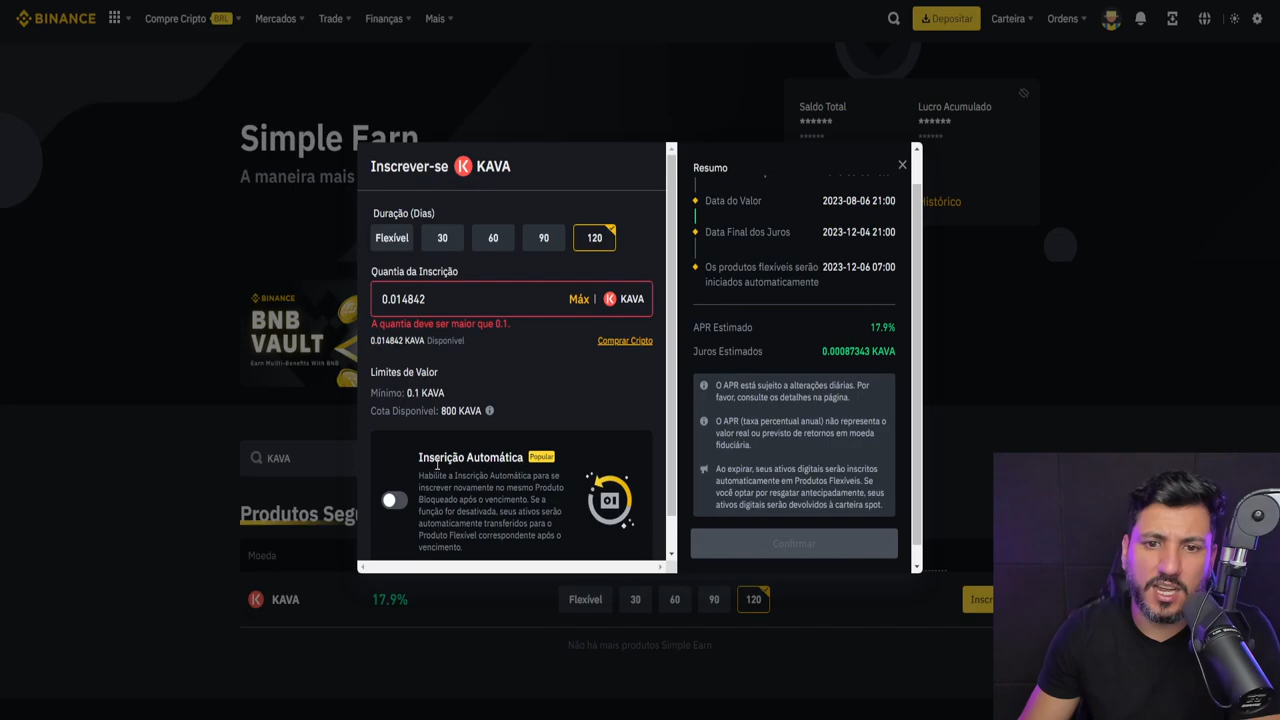 BINANCE Compre Cripto BRL Mercados Trade Finanças Mais Depositar Carteira Ordens
Simple Earn
A maneira mais
Saldo Total Lucro Acumulado
****** ******
****** ******
Histórico
BINANCE
BNB
VAULT
Earn Multi-Benefits With BNB
Inscrever-se KAVA
Duração (Dias)
Flexível 30 60 90 120
Quantia da Inscrição
0.014842 Máx | KAVA
A quantia deve ser maior que 0.1.
0.014842 KAVA Disponível Comprar Cripto
Limites de Valor
Mínimo: 0.1 KAVA
Cota Disponível: 800 KAVA
Inscrição Automática Popular
Habilite a Inscrição Automática para se
inscrever novamente no mesmo Produto
Bloqueado após o vencimento. Se a
função for desativada, seus ativos serão
automaticamente transferidos para o
Produto Flexível correspondente após o
vencimento.
Resumo
Data do Valor 2023-08-06 21:00
Data Final dos Juros 2023-12-04 21:00
Os produtos flexíveis serão 2023-12-06 07:00
iniciados automaticamente
APR Estimado 17.9%
Juros Estimados 0.00087343 KAVA
O APR está sujeito a alterações diárias. Por
favor, consulte os detalhes na página.
O APR (taxa percentual anual) não representa o
valor real ou previsto de retornos em moeda
fiduciária.
Ao expirar, seus ativos digitais serão inscritos
automaticamente em Produtos Flexíveis. Se
você optar por resgatar antecipadamente, seus
ativos digitais serão devolvidos à carteira spot.
Confirmar
KAVA
Produtos Seg
Moeda
KAVA 17.9% Flexível 30 60 90 120 Inscr
Não há mais produtos Simple Earn